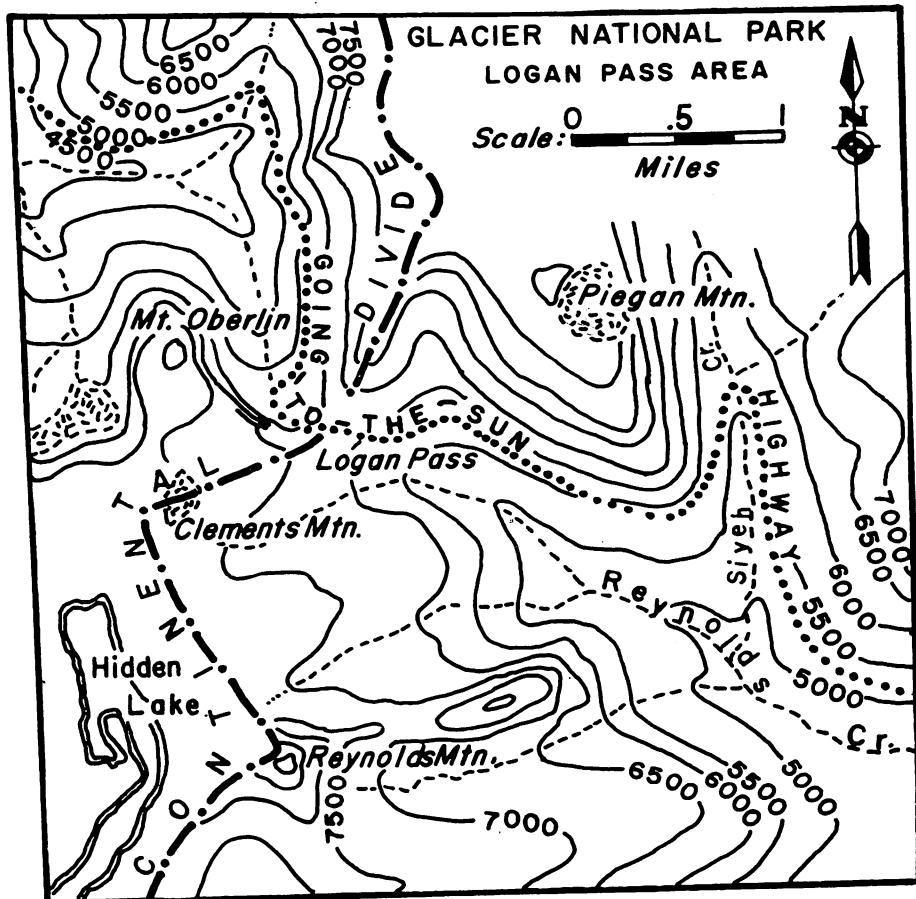 GLACIER NATIONAL PARK
LOGAN PASS AREA
0 .5 1
Scale:
Miles
N
6500
6000
5500
5000
4500
7000
7500
DIVIDE
Piegan Mtn.
Cr.
Mt. Oberlin
GOING-TO-THE-SUN HIGHWAY
Logan Pass
CONTINENTAL
Clements Mtn.
Siyeh
Reynolds Cr.
7000
6500
6000
5500
5000
Hidden
Lake
Reynolds Mtn.
7500
7000
6500
6000
5500
5000